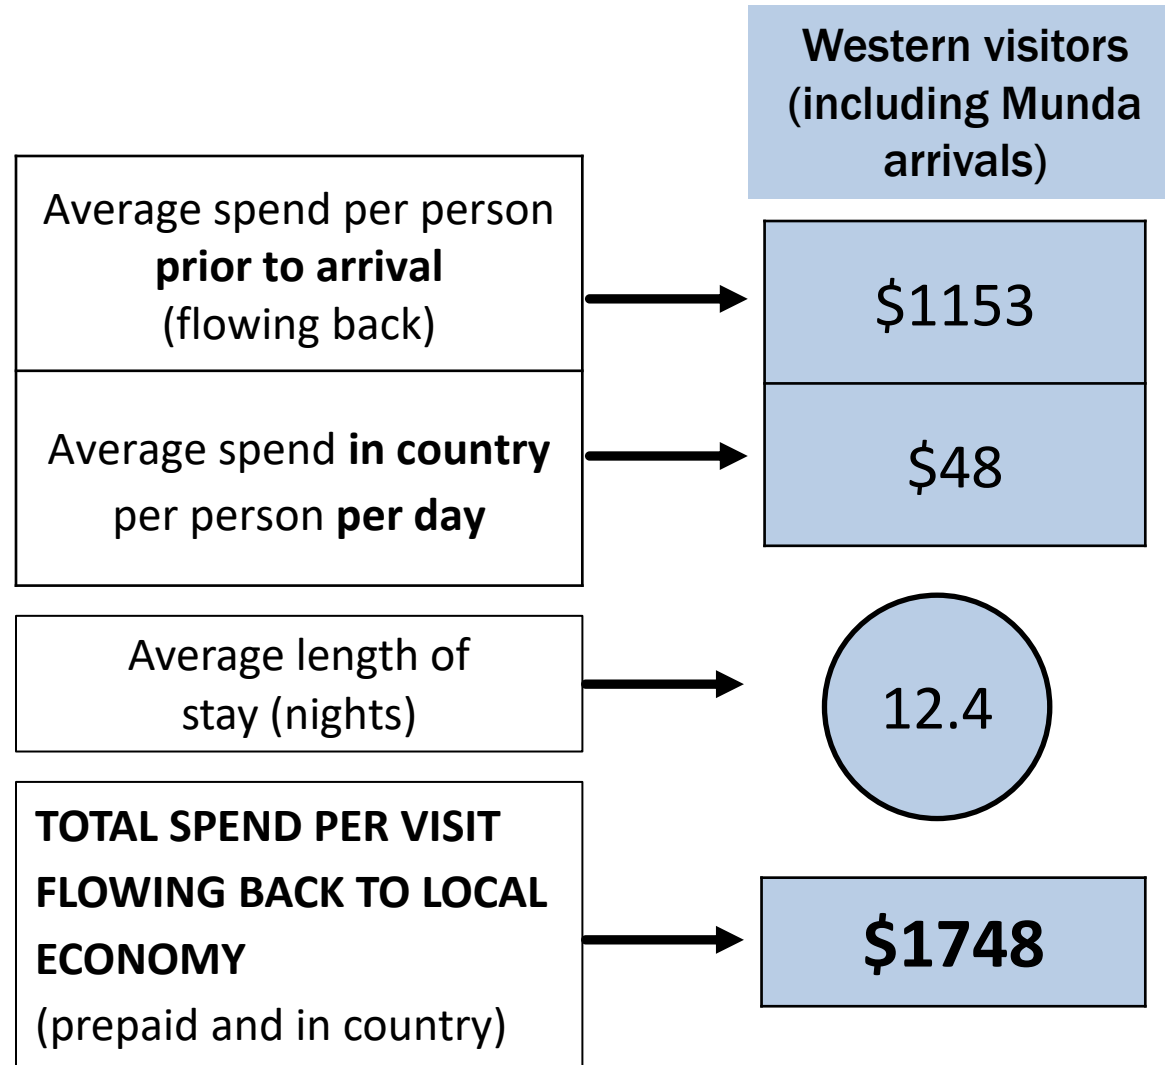 Western visitors
(including Munda
arrivals)
Average spend per person
prior to arrival
(flowing back)
$1153
Average spend in country
per person per day
$48
Average length of
stay (nights)
12.4
TOTAL SPEND PER VISIT
FLOWING BACK TO LOCAL
ECONOMY
(prepaid and in country)
$1748